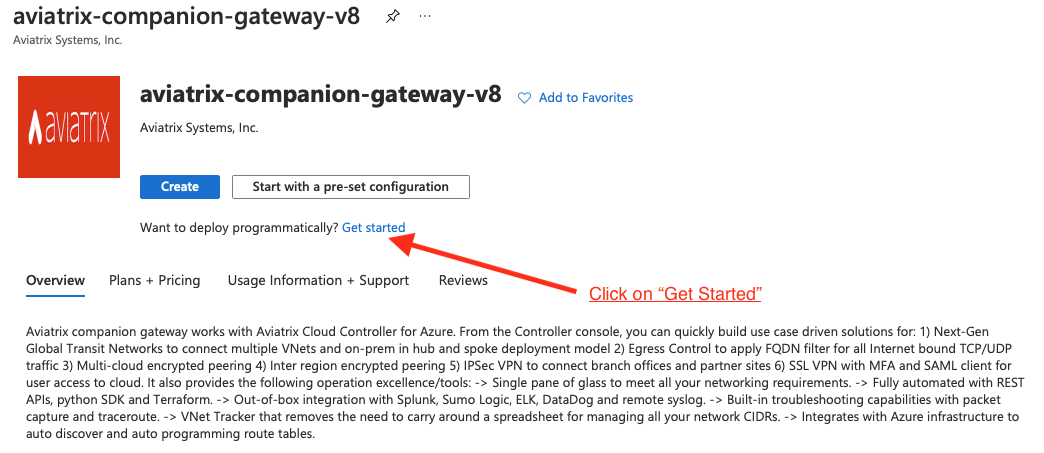 aviatrix-companion-gateway-v8
Aviatrix Systems, Inc.
aviatrix
aviatrix-companion-gateway-v8
Add to Favorites
Aviatrix Systems, Inc.
Create
Start with a pre-set configuration
Want to deploy programmatically? Get started
Click on “Get Started”
Overview
Plans + Pricing
Usage Information + Support
Reviews
Aviatrix companion gateway works with Aviatrix Cloud Controller for Azure. From the Controller console, you can quickly build use case driven solutions for: 1) Next-Gen
Global Transit Networks to connect multiple VNets and on-prem in hub and spoke deployment model 2) Egress Control to apply FQDN filter for all Internet bound TCP/UDP
traffic 3) Multi-cloud encrypted peering 4) Inter region encrypted peering 5) IPSec VPN to connect branch offices and partner sites 6) SSL VPN with MFA and SAML client for
user access to cloud. It also provides the following operation excellence/tools: -> Single pane of glass to meet all your networking requirements. -> Fully automated with REST
APIs, python SDK and Terraform. -> Out-of-box integration with Splunk, Sumo Logic, ELK, DataDog and remote syslog. -> Built-in troubleshooting capabilities with packet
capture and traceroute. -> VNet Tracker that removes the need to carry around a spreadsheet for managing all your network CIDRs. -> Integrates with Azure infrastructure to
auto discover and auto programming route tables.